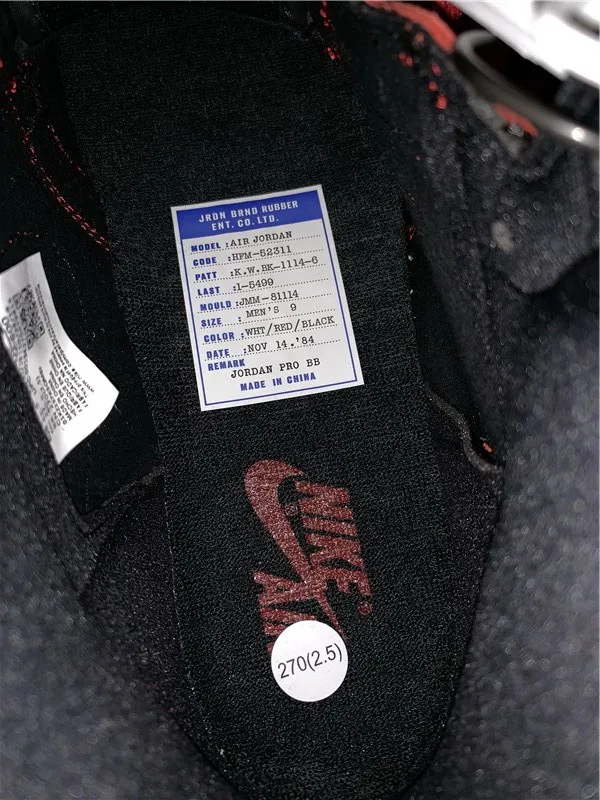 JRDN BRND RUBBER
ENT. CO. LTD.
MODEL : AIR JORDAN
CODE : HFM-52311
PATT : K.W.BK-1114-6
LAST : 1-5499
MOULD : JMM-81114
SIZE : MEN'S 9
COLOR : WHT/RED/BLACK
DATE : NOV 14.'84
REMARK
JORDAN PRO BB
MADE IN CHINA
NIKE®
270(2.5)